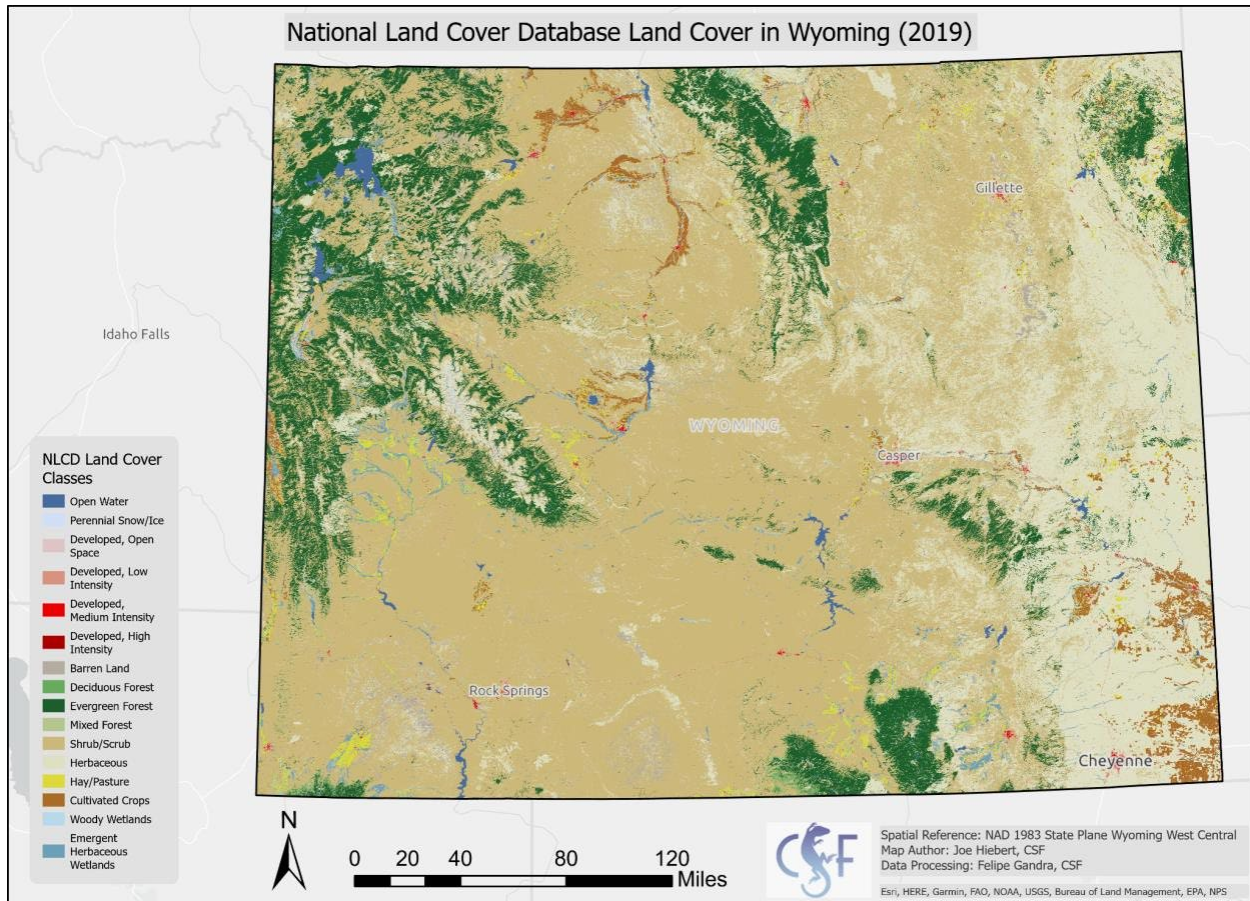 National Land Cover Database Land Cover in Wyoming (2019)
Gillette
Idaho Falls
WYOMING
Casper
Rock Springs
Cheyenne
NLCD Land Cover
Classes
Open Water
Perennial Snow/Ice
Developed, Open
Space
Developed, Low
Intensity
Developed,
Medium Intensity
Developed, High
Intensity
Barren Land
Deciduous Forest
Evergreen Forest
Mixed Forest
Shrub/Scrub
Herbaceous
Hay/Pasture
Cultivated Crops
Woody Wetlands
Emergent
Herbaceous
Wetlands
N
0 20 40 80 120
Miles
CSF
Spatial Reference: NAD 1983 State Plane Wyoming West Central
Map Author: Joe Hiebert, CSF
Data Processing: Felipe Gandra, CSF
Esri, HERE, Garmin, FAO, NOAA, USGS, Bureau of Land Management, EPA, NPS